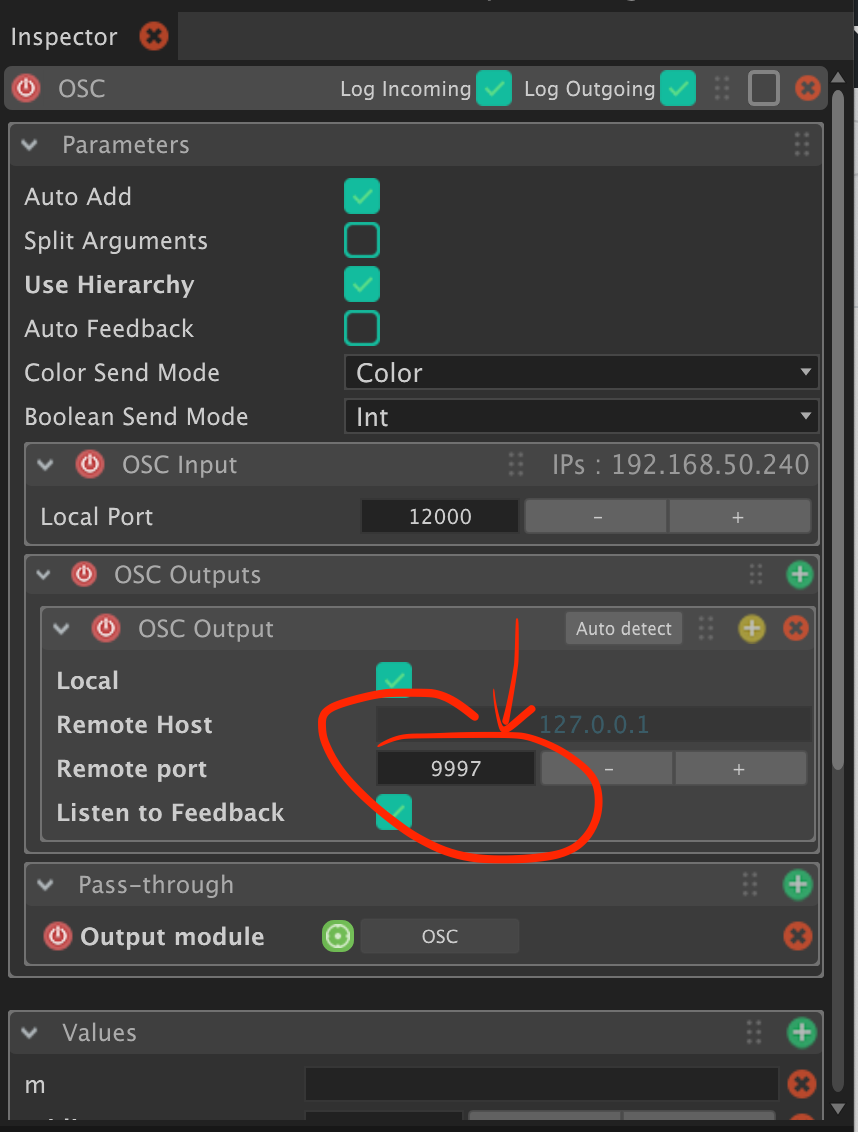 Inspector
OSC Log Incoming Log Outgoing
Parameters
Auto Add
Split Arguments
Use Hierarchy
Auto Feedback
Color Send Mode Color
Boolean Send Mode Int
OSC Input IPs : 192.168.50.240
Local Port 12000 - +
OSC Outputs
OSC Output Auto detect
Local
Remote Host 127.0.0.1
Remote port 9997 - +
Listen to Feedback
Pass-through
Output module OSC
Values
m